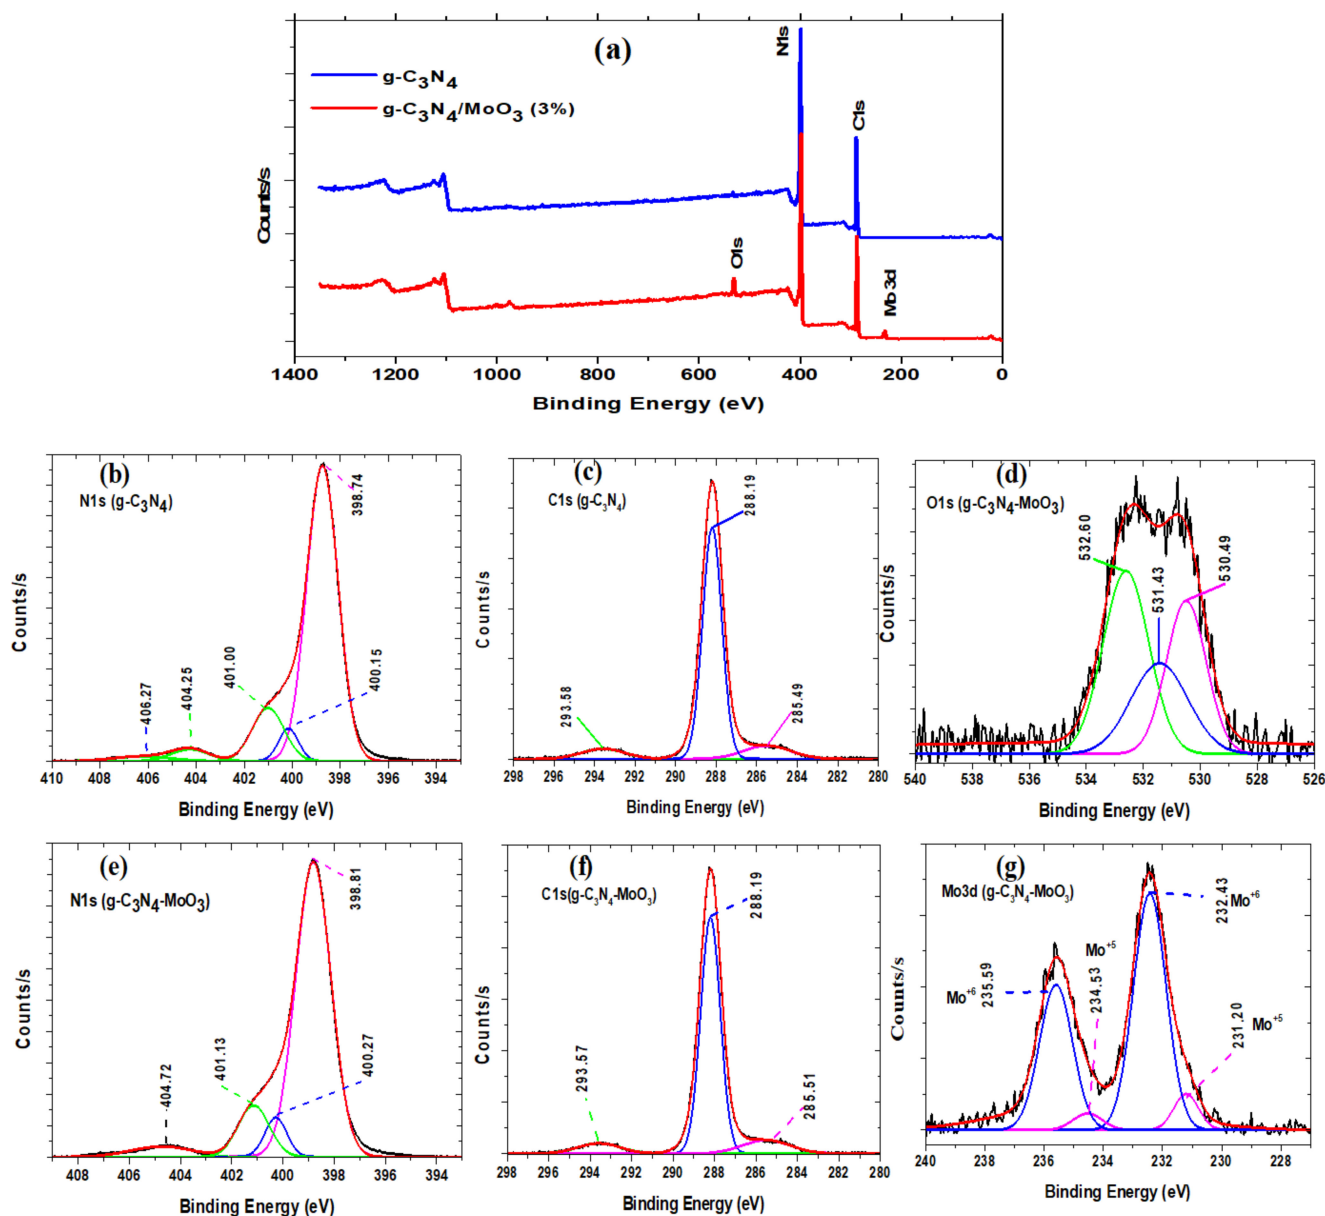 (a)
g-C3N4
g-C3N4/MoO3 (3%)
N1s
C1s
O1s
Mo3d
Counts/s
1400 1200 1000 800 600 400 200 0
Binding Energy (eV)
(b)
N1s (g-C3N4)
398.74
400.15
401.00
404.25
406.27
Counts/s
410 408 406 404 402 400 398 396 394
Binding Energy (eV)
(c)
C1s (g-C3N4)
288.19
285.49
293.58
Counts/s
298 296 294 292 290 288 286 284 282 280
Binding Energy (eV)
(d)
O1s (g-C3N4-MoO3)
532.60
531.43
530.49
Counts/s
540 538 536 534 532 530 528 526
Binding Energy (eV)
(e)
N1s (g-C3N4-MoO3)
398.81
400.27
401.13
404.72
Counts/s
408 406 404 402 400 398 396 394
Binding Energy (eV)
(f)
C1s(g-C3N4-MoO3)
288.19
285.51
293.57
Counts/s
298 296 294 292 290 288 286 284 282 280
Binding Energy (eV)
(g)
Mo3d (g-C3N4-MoO3)
Mo+6
235.59
Mo+5
234.53
232.43
Mo+6
231.20
Mo+5
Counts/s
240 238 236 234 232 230 228
Binding Energy (eV)